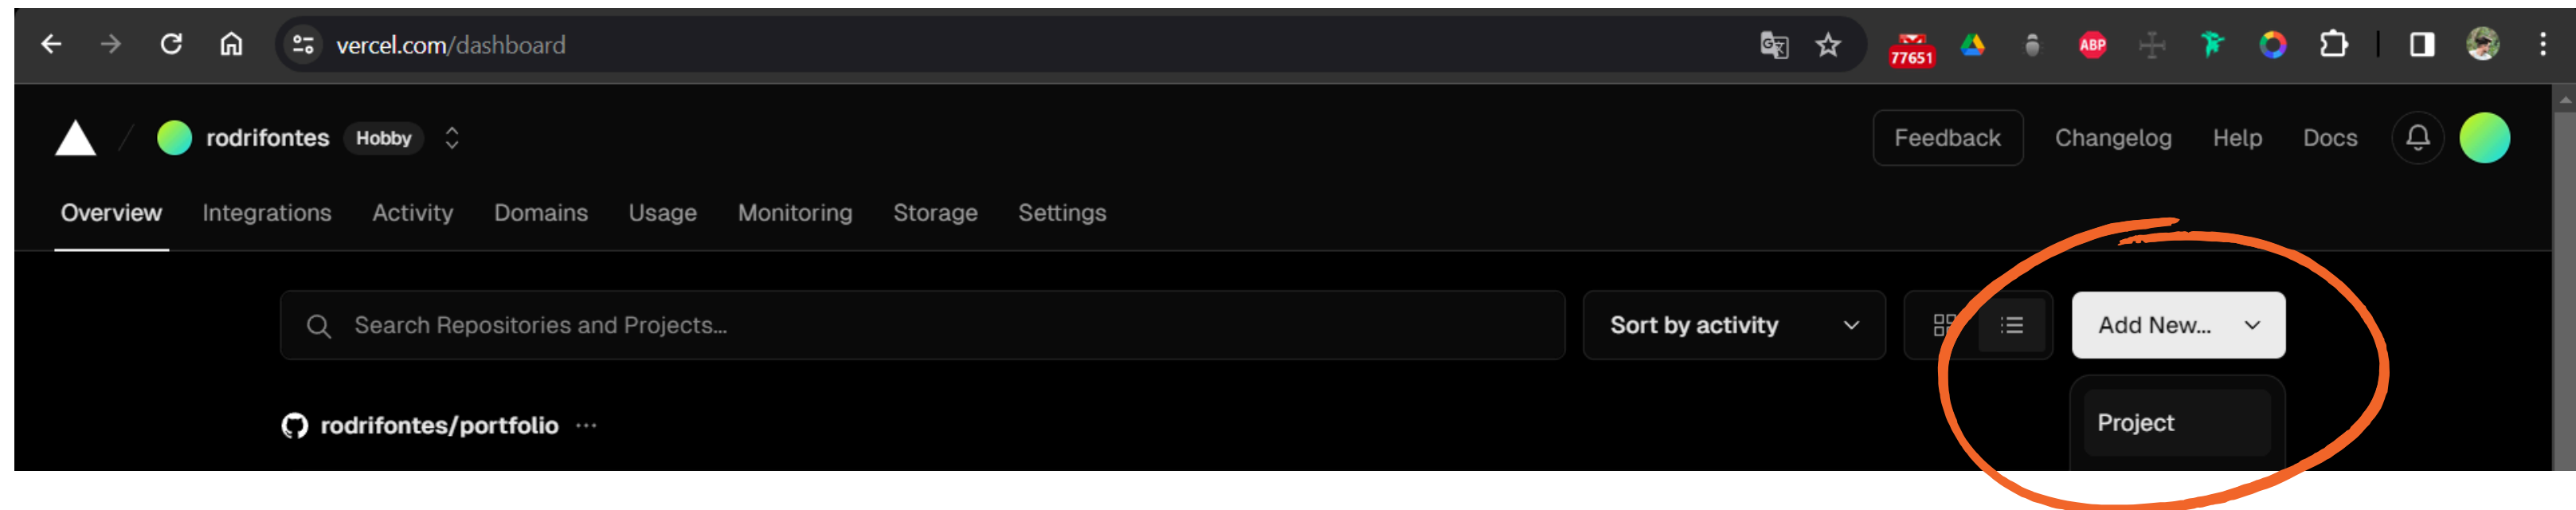 vercel.com/dashboard
77651
ABP
rodrifontes Hobby
Feedback Changelog Help Docs
Overview Integrations Activity Domains Usage Monitoring Storage Settings
Search Repositories and Projects...
Sort by activity
Add New...
rodrifontes/portfolio ...
Project